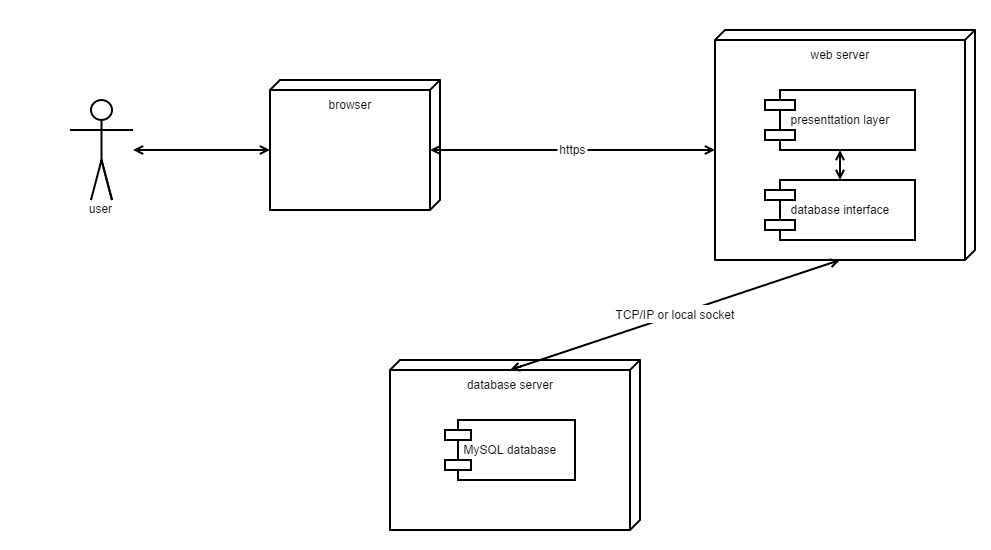 web server
browser
presenttation layer
https
user
database interface
TCP/IP or local socket
database server
MySQL database